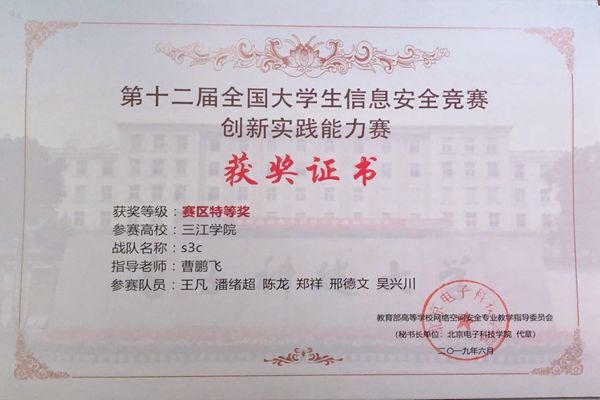 第十二届全国大学生信息安全竞赛
创新实践能力赛
获奖证书
获奖等级：赛区特等奖
参赛高校：三江学院
战队名称：s3c
指导老师：曹鹏飞
参赛队员：王凡 潘绪超 陈龙 郑祥 邢德文 吴兴川
教育部高等学校网络空间安全专业教学指导委员会
（秘书长单位：北京电子科技学院 代章）
二〇一九年六月